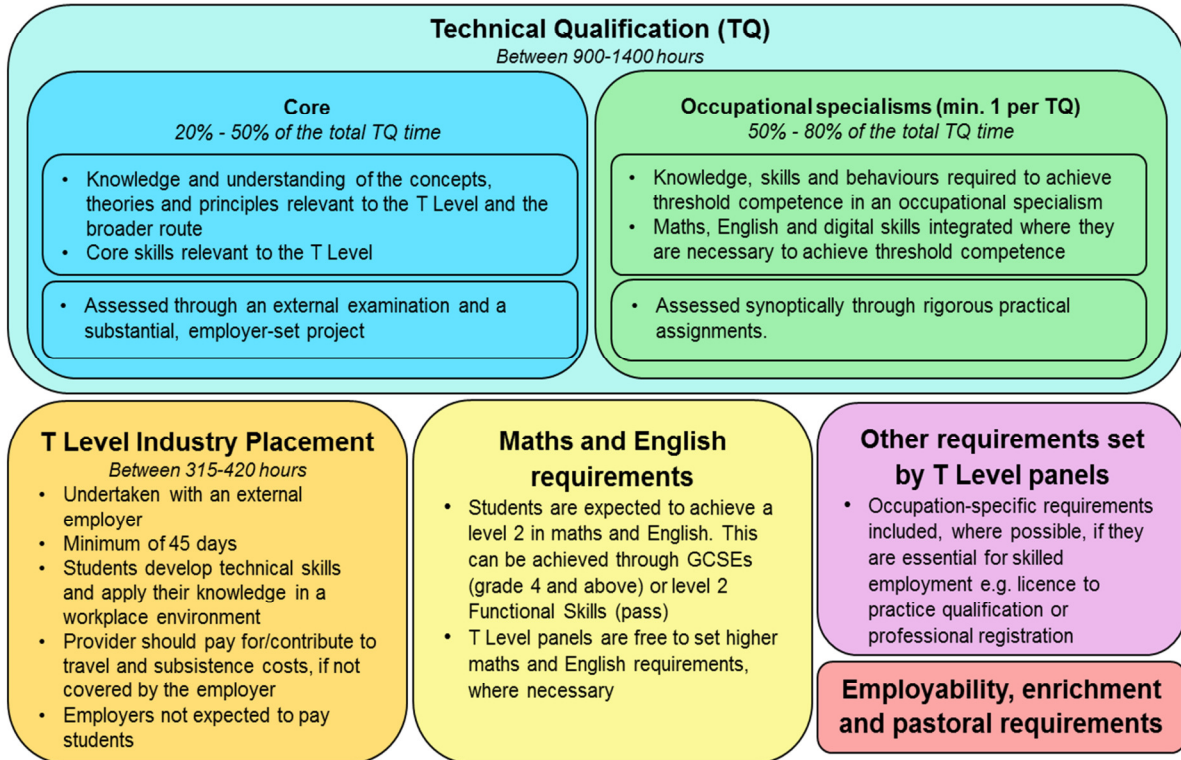 Technical Qualification (TQ)
Between 900-1400 hours
Core
20% - 50% of the total TQ time
• Knowledge and understanding of the concepts,
theories and principles relevant to the T Level and the
broader route
• Core skills relevant to the T Level
• Assessed through an external examination and a
substantial, employer-set project
Occupational specialisms (min. 1 per TQ)
50% - 80% of the total TQ time
• Knowledge, skills and behaviours required to achieve
threshold competence in an occupational specialism
• Maths, English and digital skills integrated where they
are necessary to achieve threshold competence
• Assessed synoptically through rigorous practical
assignments.
T Level Industry Placement
Between 315-420 hours
• Undertaken with an external
employer
• Minimum of 45 days
• Students develop technical skills
and apply their knowledge in a
workplace environment
• Provider should pay for/contribute to
travel and subsistence costs, if not
covered by the employer
• Employers not expected to pay
students
Maths and English
requirements
• Students are expected to achieve a
level 2 in maths and English. This
can be achieved through GCSEs
(grade 4 and above) or level 2
Functional Skills (pass)
• T Level panels are free to set higher
maths and English requirements,
where necessary
Other requirements set
by T Level panels
• Occupation-specific requirements
included, where possible, if they
are essential for skilled
employment e.g. licence to
practice qualification or
professional registration
Employability, enrichment
and pastoral requirements